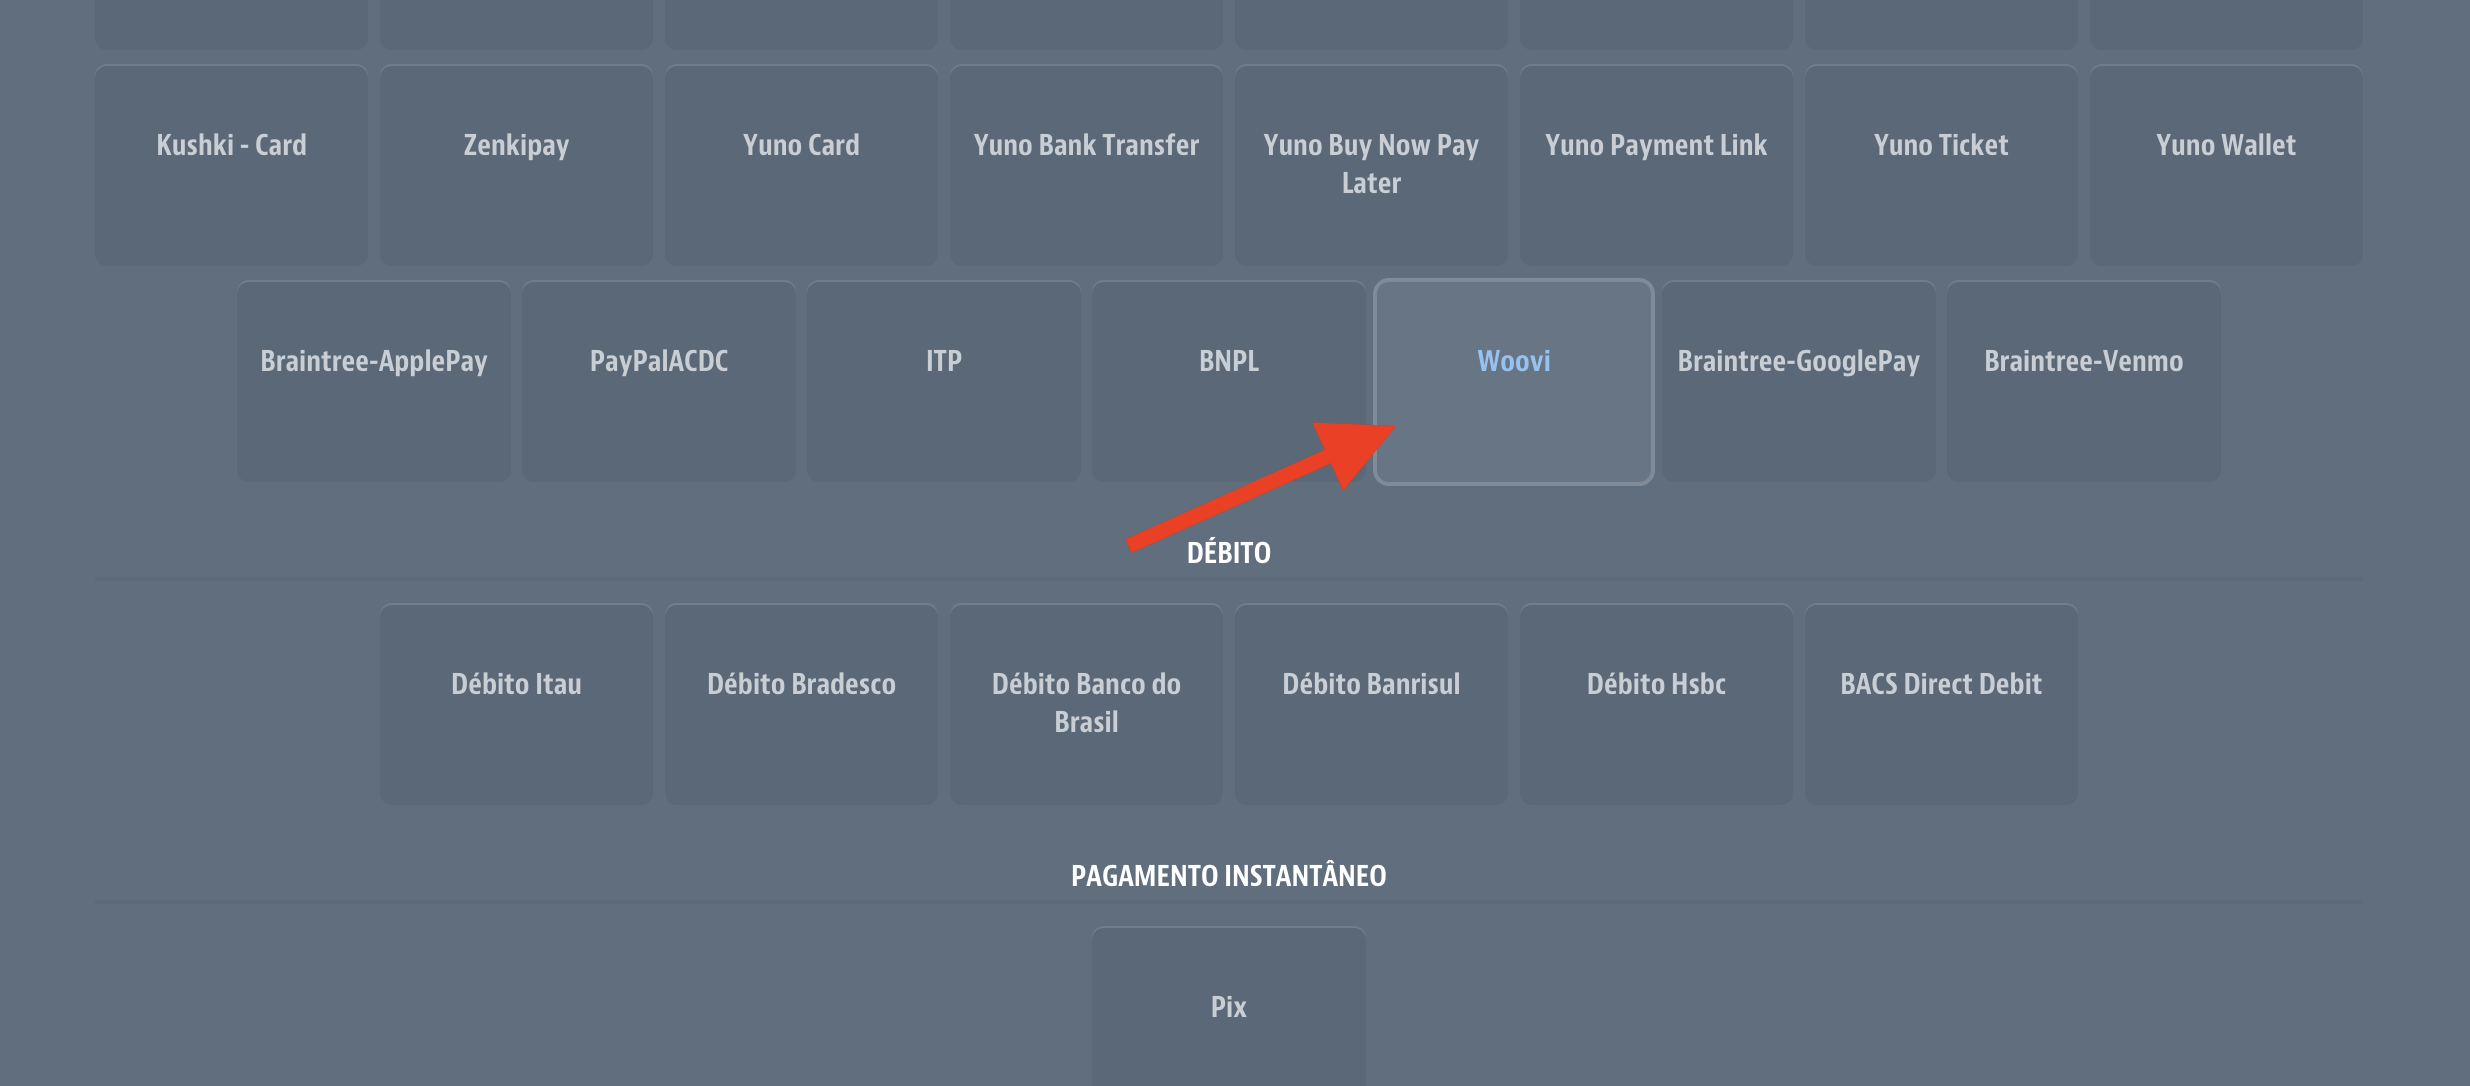 Kushki - Card
Zenkipay
Yuno Card
Yuno Bank Transfer
Yuno Buy Now Pay
Later
Yuno Payment Link
Yuno Ticket
Yuno Wallet
Braintree-ApplePay
PayPalACDC
ITP
BNPL
Woovi
Braintree-GooglePay
Braintree-Venmo
DÉBITO
Débito Itau
Débito Bradesco
Débito Banco do
Brasil
Débito Banrisul
Débito Hsbc
BACS Direct Debit
PAGAMENTO INSTANTÂNEO
Pix